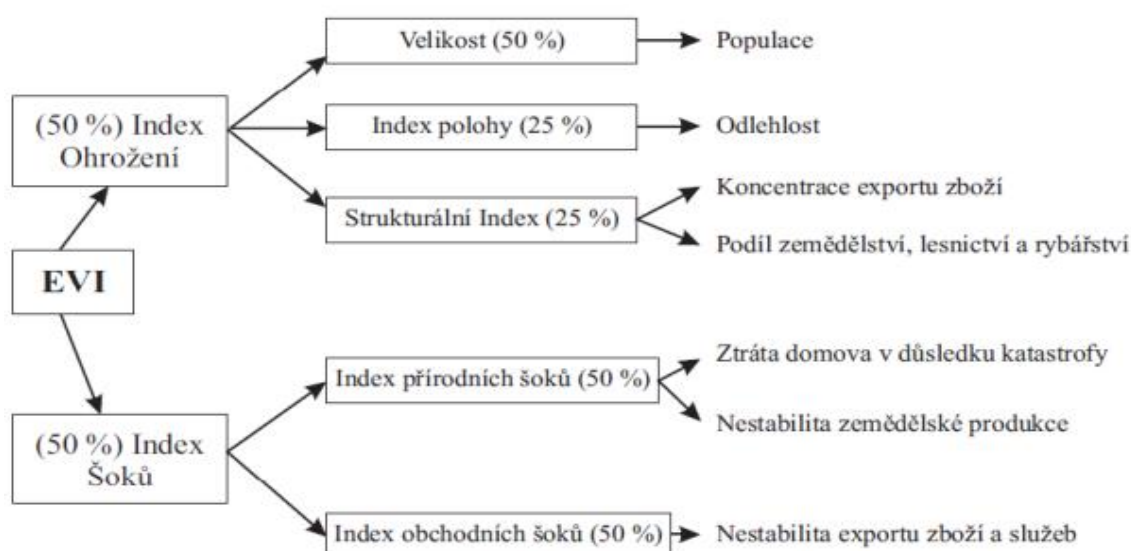 Velikost (50 %)
Populace
(50 %) Index
Ohrožení
Index polohy (25 %)
Odlehlost
Strukturální Index (25 %)
Koncentrace exportu zboží
Podíl zemědělství, lesnictví a rybářství
EVI
Index přírodních šoků (50 %)
Ztráta domova v důsledku katastrofy
Nestabilita zemědělské produkce
(50 %) Index
Šoků
Index obchodních šoků (50 %)
Nestabilita exportu zboží a služeb